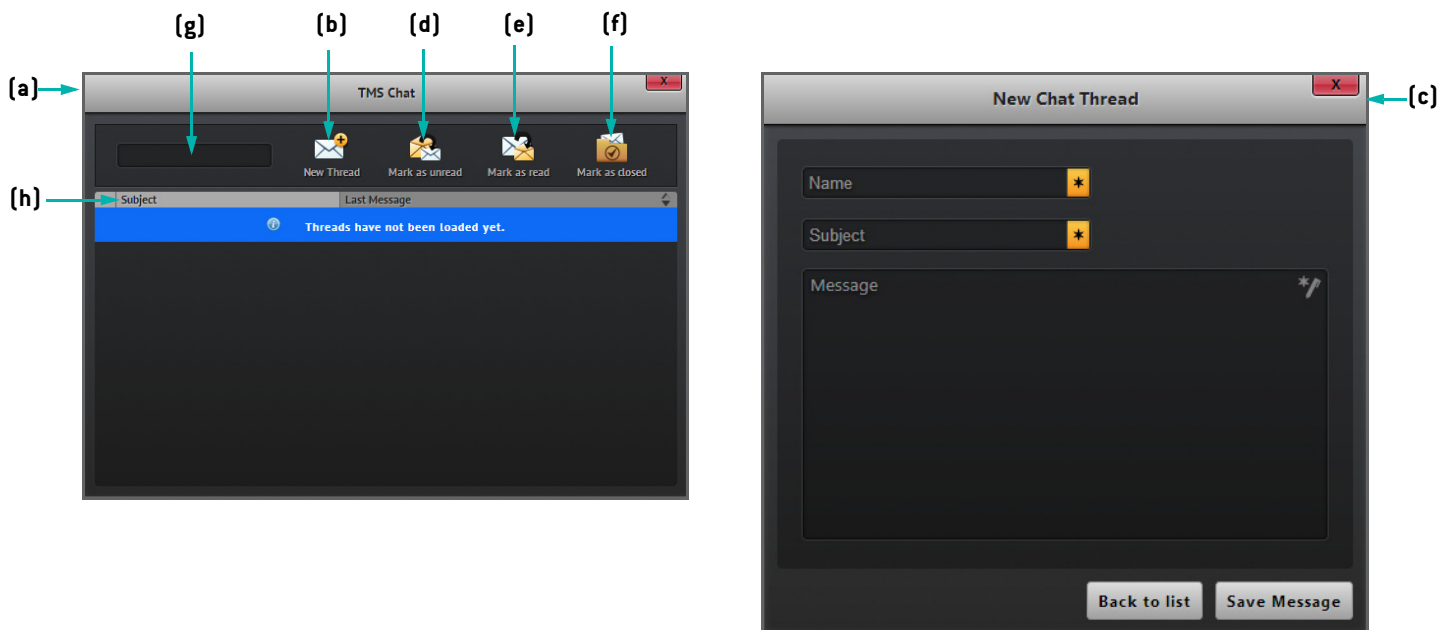 (g) (b) (d) (e) (f)
(a) TMS Chat X
New Thread Mark as unread Mark as read Mark as closed
(h) Subject Last Message
Threads have not been loaded yet.
New Chat Thread X (c)
Name
Subject
Message
Back to list Save Message